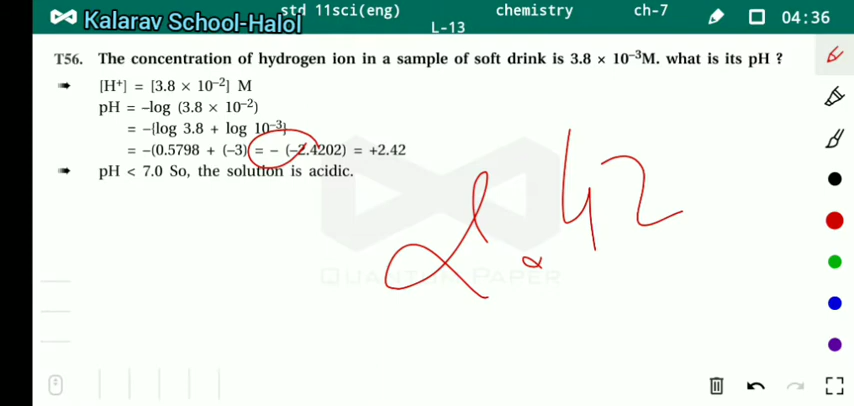 Kalarav School-Halol
std 11sci(eng) chemistry ch-7 04:36
L-13
T56. The concentration of hydrogen ion in a sample of soft drink is 3.8 × 10⁻³M. what is its pH ?
➠ [H⁺] = [3.8 × 10⁻²] M
pH = –log (3.8 × 10⁻²)
= –{log 3.8 + log 10⁻³}
= –(0.5798 + (–3)( = – (–2.4202) = +2.42
➠ pH < 7.0 So, the solution is acidic.
2.42
QUANTUM PAPER